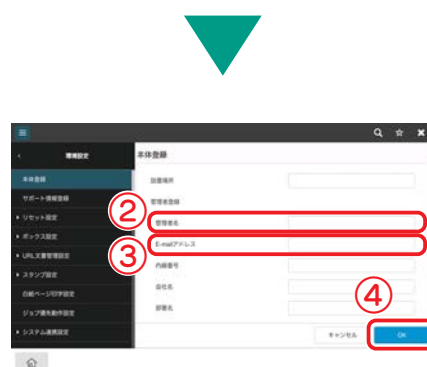 環境設定
本体登録
本体登録
設置場所
サポート情報登録
管理者登録
リセット設定
②
管理者名
ボックス設定
③
E-mailアドレス
URL文書管理設定
内線番号
スタンプ設定
会社名
④
白紙ページ印字設定
部署名
ジョブ優先動作設定
システム連携設定
キャンセル
OK